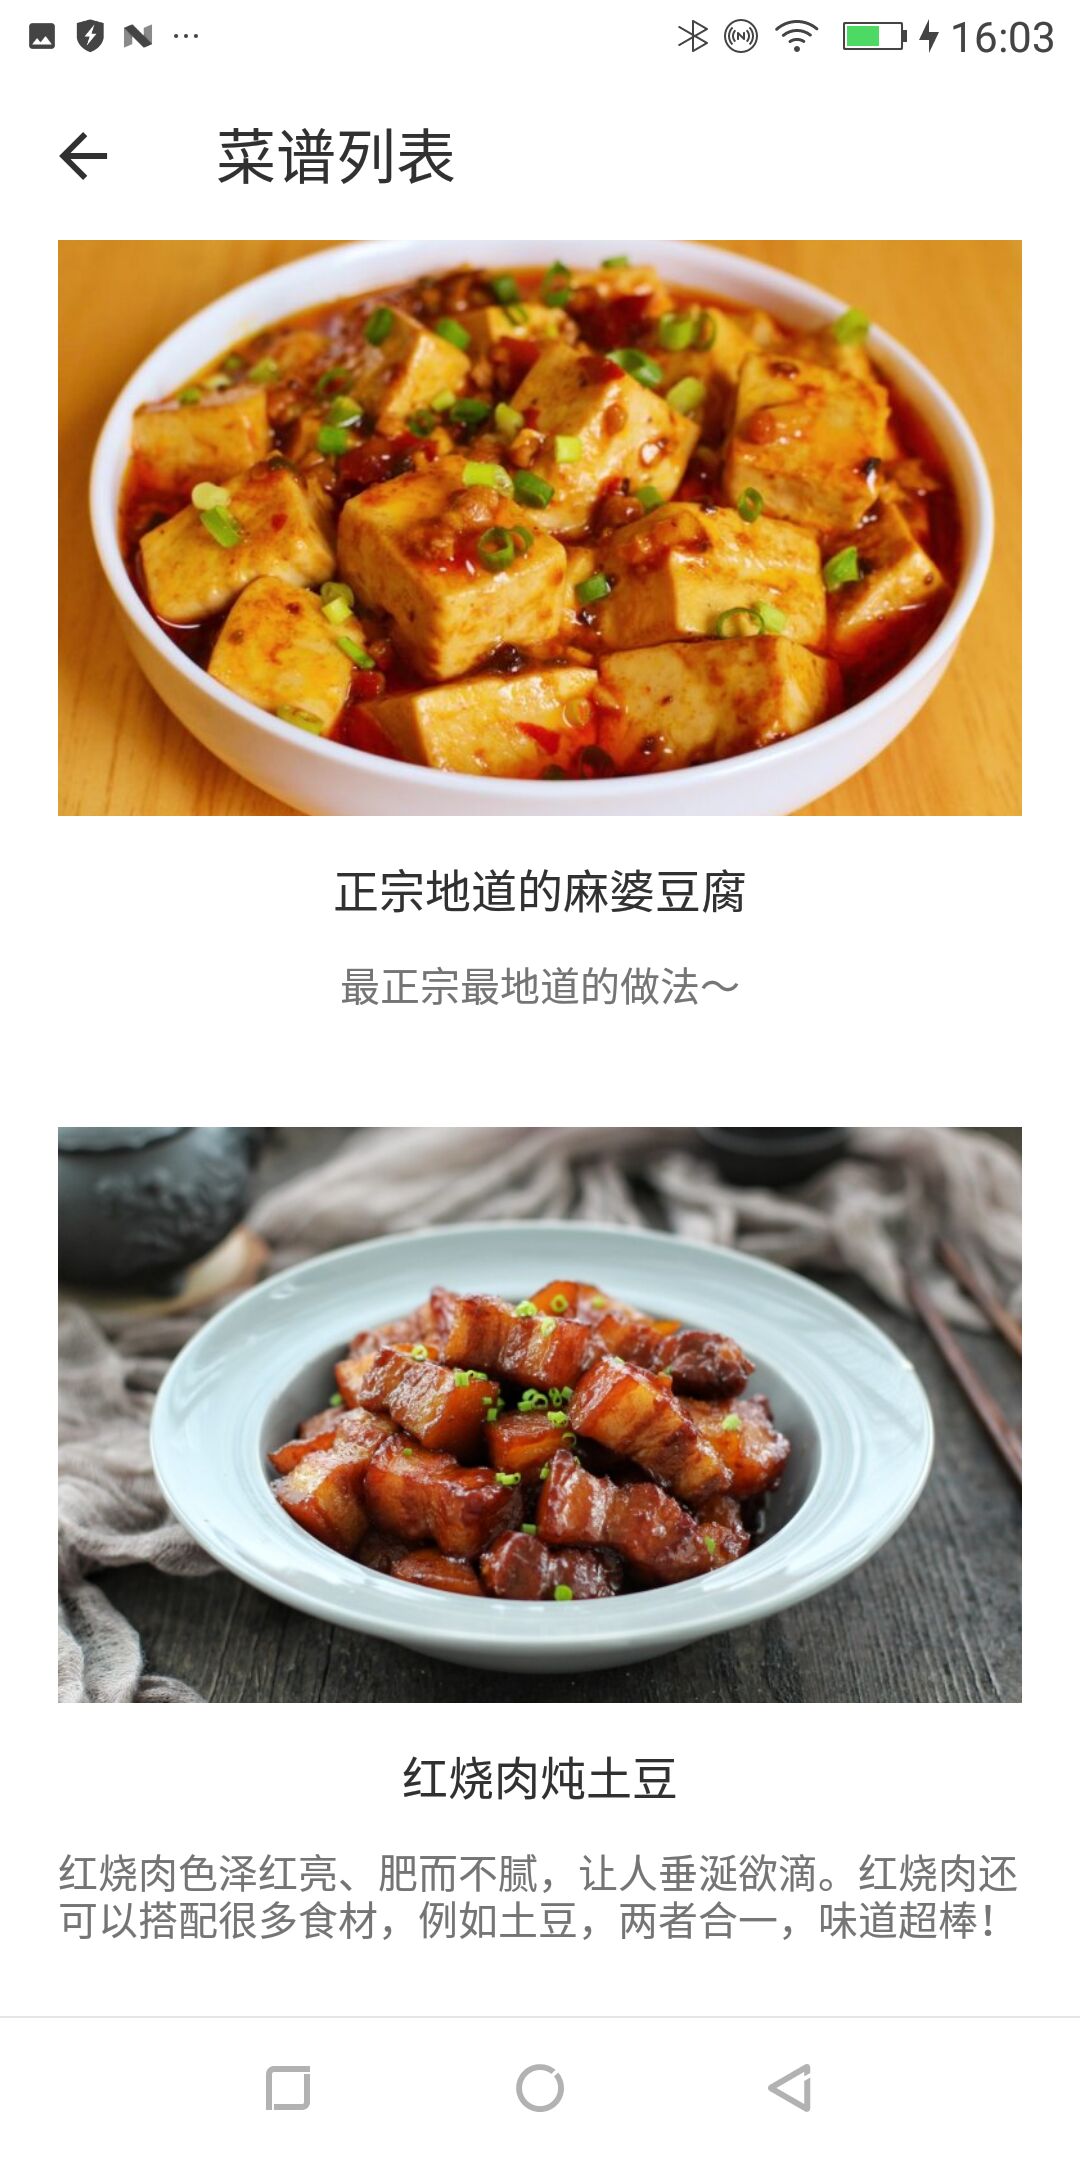 16:03
菜谱列表
正宗地道的麻婆豆腐
最正宗最地道的做法～
红烧肉炖土豆
红烧肉色泽红亮、肥而不腻，让人垂涎欲滴。红烧肉还
可以搭配很多食材，例如土豆，两者合一，味道超棒！